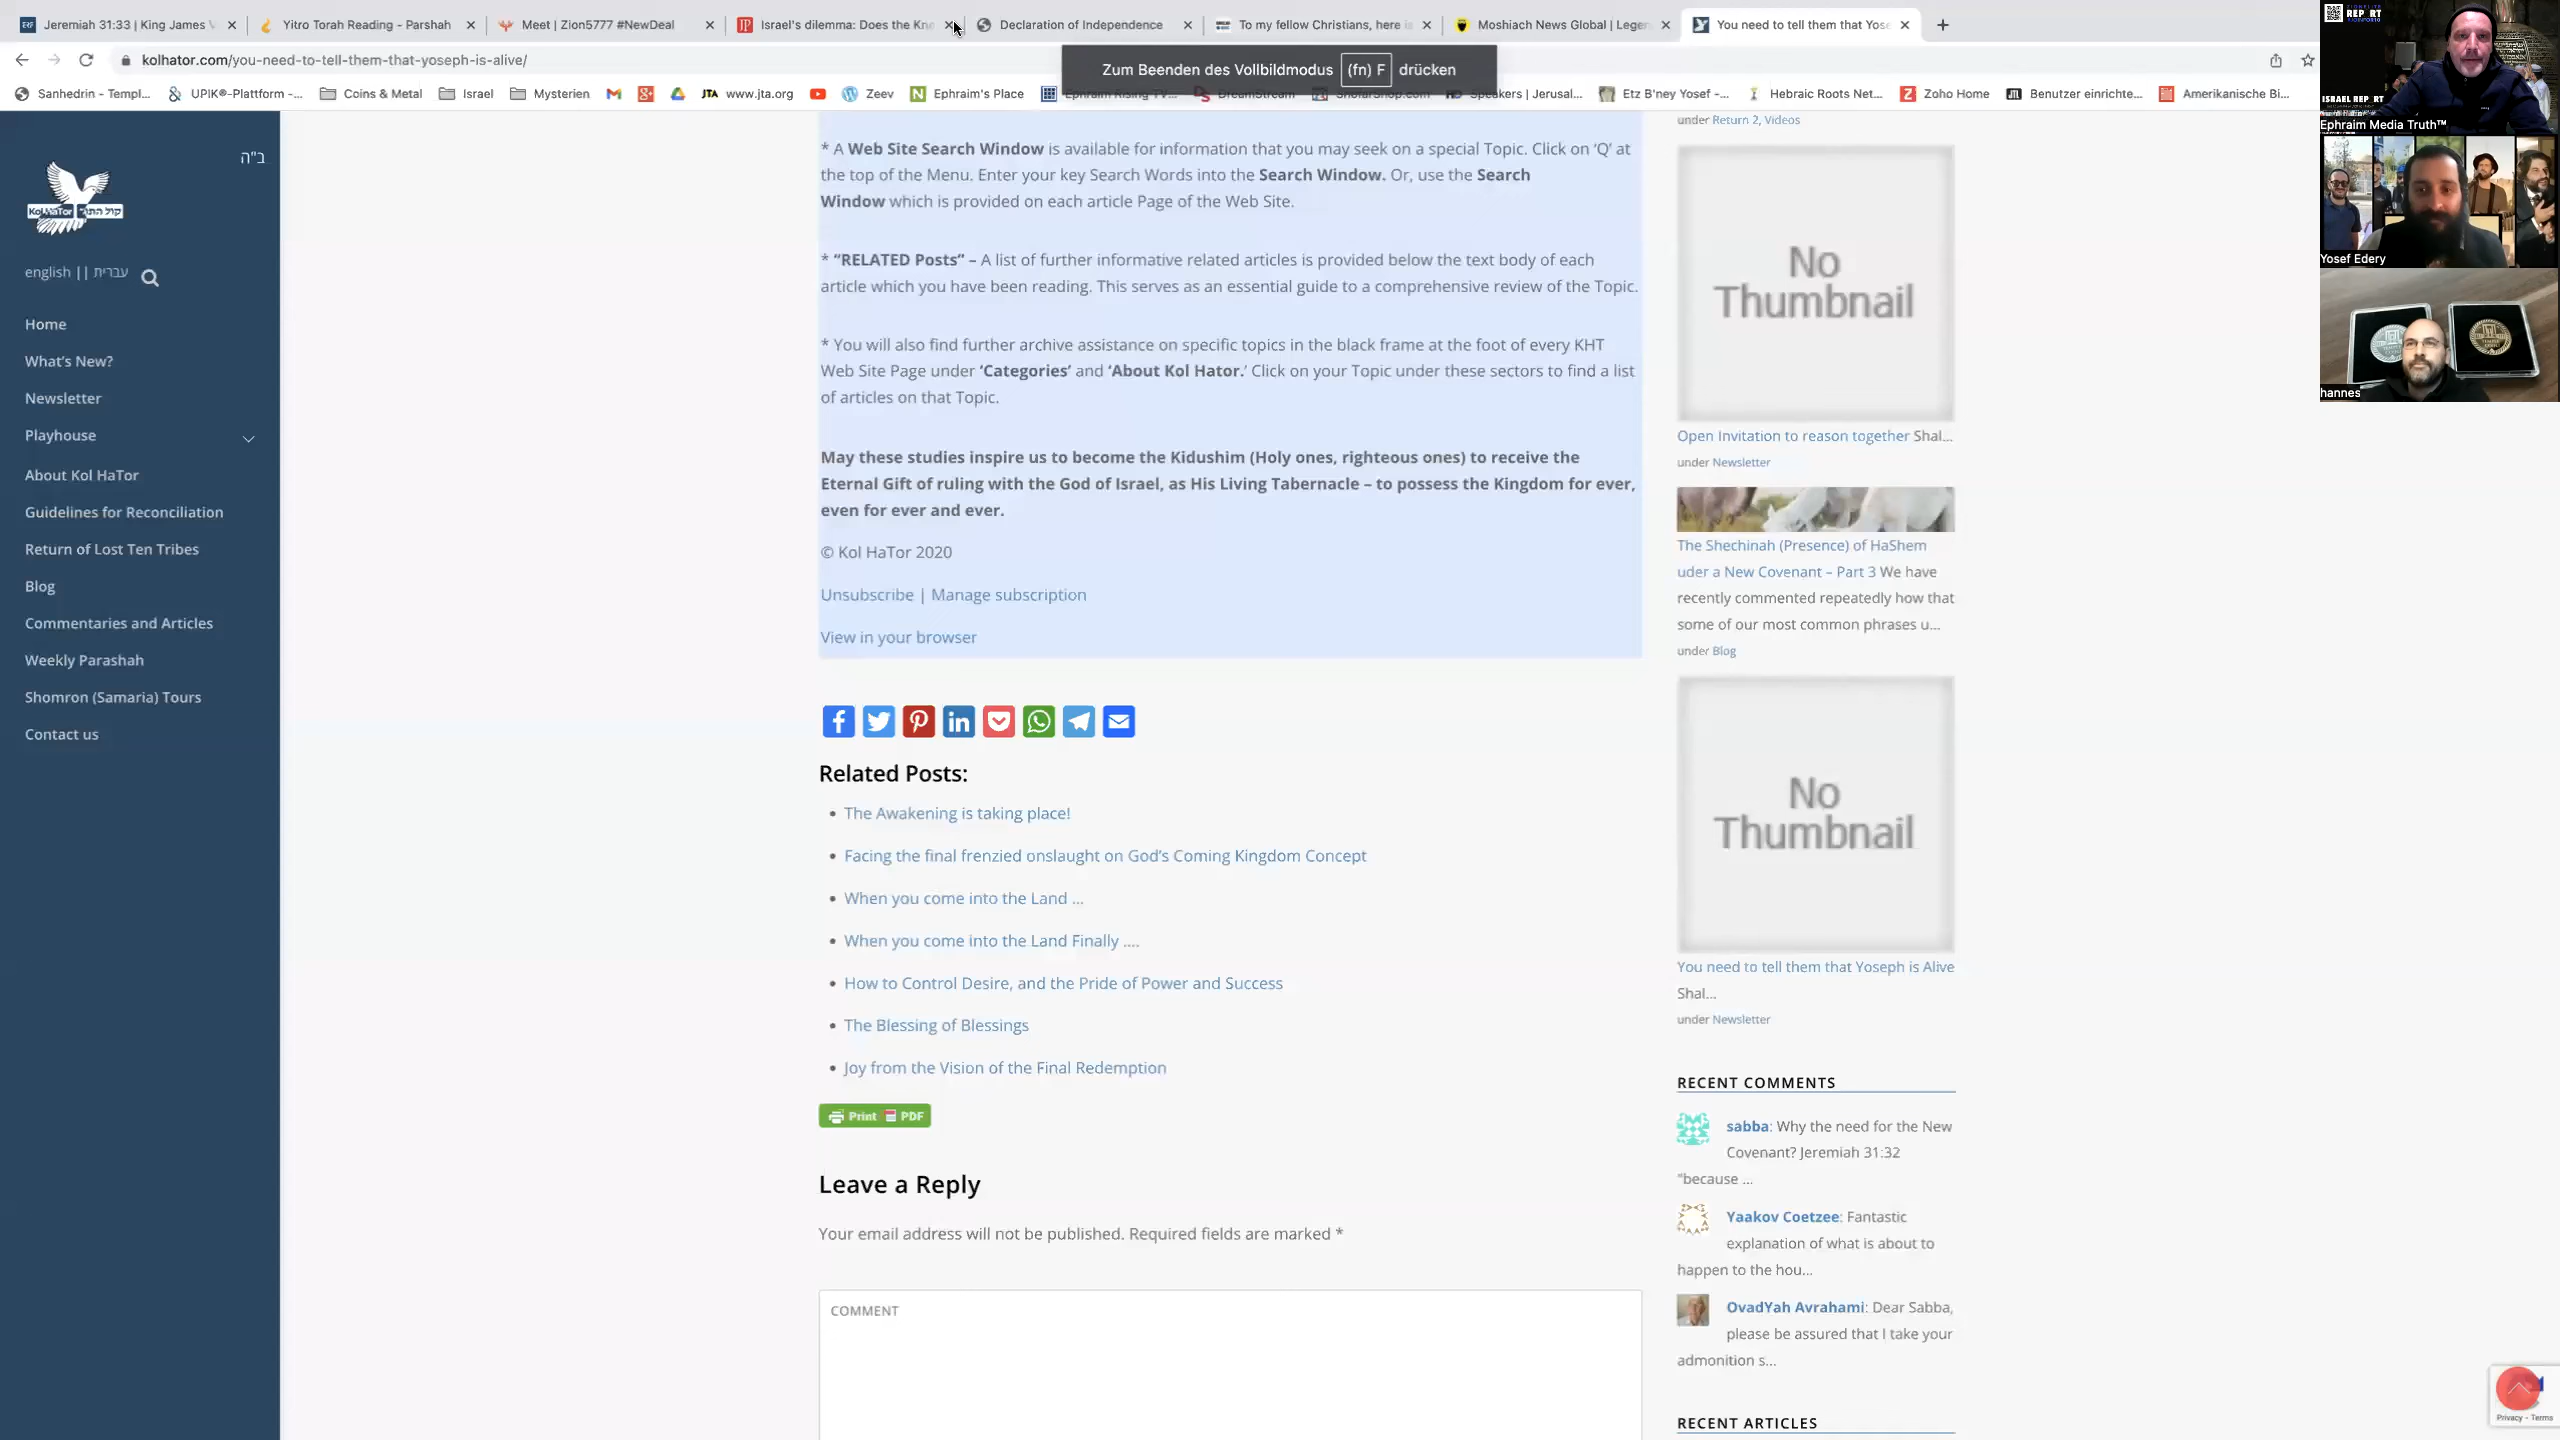 Jeremiah 31:33 | King James V
Yitro Torah Reading - Parshah
Meet | Zion5777 #NewDeal
Israel's dilemma: Does the Kne
Declaration of Independence
To my fellow Christians, here is
Moshiach News Global | Legen
You need to tell them that Yose
kolhator.com/you-need-to-tell-them-that-yoseph-is-alive/
Zum Beenden des Vollbildmodus (fn) F drücken
Sanhedrin - Templ...
UPIK®-Plattform -...
Coins & Metal
Israel
Mysterien
JTA www.jta.org
Zeev
Ephraim's Place
Ephraim Rising TV...
DreamStream
ShofarShop.com
Speakers | Jerusal...
Etz B'ney Yosef -...
Hebraic Roots Net...
Zoho Home
Benutzer einrichte...
Amerikanische Bi...
ב"ה
Kol HaTor קול התור
english || עברית
Home
What's New?
Newsletter
Playhouse
About Kol HaTor
Guidelines for Reconciliation
Return of Lost Ten Tribes
Blog
Commentaries and Articles
Weekly Parashah
Shomron (Samaria) Tours
Contact us
* A Web Site Search Window is available for information that you may seek on a special Topic. Click on ‘Q’ at
the top of the Menu. Enter your key Search Words into the Search Window. Or, use the Search
Window which is provided on each article Page of the Web Site.
* “RELATED Posts” – A list of further informative related articles is provided below the text body of each
article which you have been reading. This serves as an essential guide to a comprehensive review of the Topic.
* You will also find further archive assistance on specific topics in the black frame at the foot of every KHT
Web Site Page under ‘Categories’ and ‘About Kol Hator.’ Click on your Topic under these sectors to find a list
of articles on that Topic.
May these studies inspire us to become the Kidushim (Holy ones, righteous ones) to receive the
Eternal Gift of ruling with the God of Israel, as His Living Tabernacle – to possess the Kingdom for ever,
even for ever and ever.
© Kol HaTor 2020
Unsubscribe | Manage subscription
View in your browser
Related Posts:
The Awakening is taking place!
Facing the final frenzied onslaught on God's Coming Kingdom Concept
When you come into the Land ...
When you come into the Land Finally ....
How to Control Desire, and the Pride of Power and Success
The Blessing of Blessings
Joy from the Vision of the Final Redemption
Print PDF
Leave a Reply
Your email address will not be published. Required fields are marked *
COMMENT
under Return 2, Videos
No
Thumbnail
Open Invitation to reason together Shal...
under Newsletter
The Shechinah (Presence) of HaShem
uder a New Covenant – Part 3 We have
recently commented repeatedly how that
some of our most common phrases u...
under Blog
No
Thumbnail
You need to tell them that Yoseph is Alive
Shal...
under Newsletter
RECENT COMMENTS
sabba: Why the need for the New
Covenant? Jeremiah 31:32
"because ...
Yaakov Coetzee: Fantastic
explanation of what is about to
happen to the hou...
OvadYah Avrahami: Dear Sabba,
please be assured that I take your
admonition s...
RECENT ARTICLES
Privacy - Terms
ISRAEL REP RT
Ephraim Media Truth™
Yosef Edery
hannes